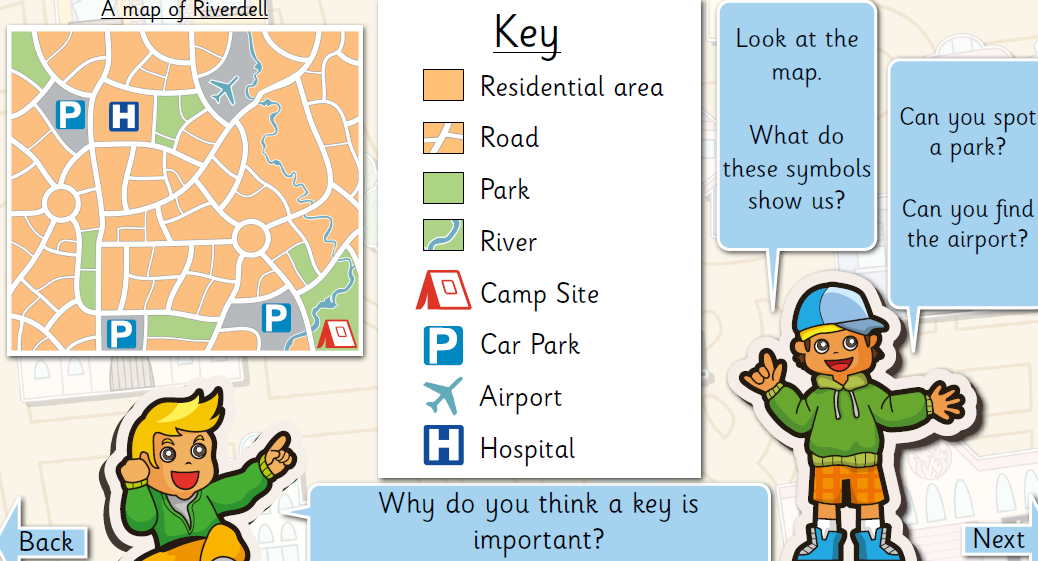 A map of Riverdell
P
H
P
P
Key
Residential area
Road
Park
River
Camp Site
P
Car Park
Airport
H
Hospital
Look at the
map.
What do
these symbols
show us?
Can you spot
a park?
Can you find
the airport?
Why do you think a key is
important?
Back
Next